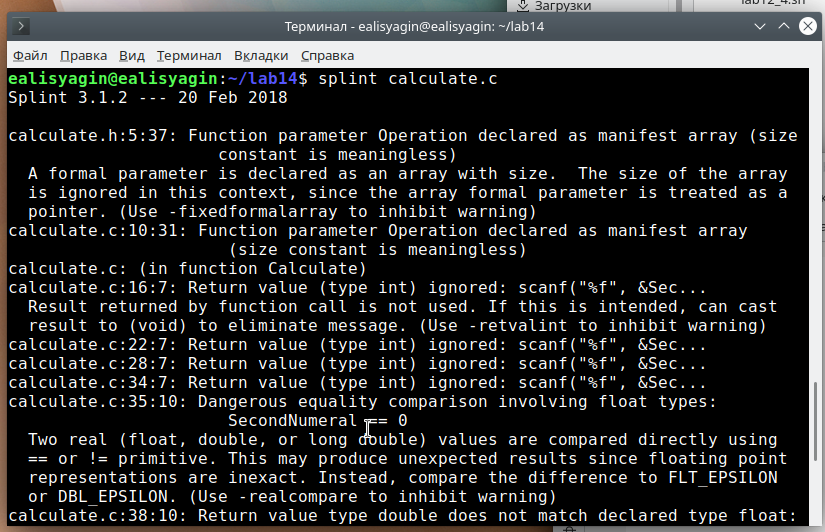 Загрузки
lab12_4.sh
Терминал - ealisyagin@ealisyagin: ~/lab14
Файл Правка Вид Терминал Вкладки Справка
ealisyagin@ealisyagin:~/lab14$ splint calculate.c
Splint 3.1.2 --- 20 Feb 2018
calculate.h:5:37: Function parameter Operation declared as manifest array (size
constant is meaningless)
A formal parameter is declared as an array with size.  The size of the array
is ignored in this context, since the array formal parameter is treated as a
pointer. (Use -fixedformalarray to inhibit warning)
calculate.c:10:31: Function parameter Operation declared as manifest array
(size constant is meaningless)
calculate.c: (in function Calculate)
calculate.c:16:7: Return value (type int) ignored: scanf("%f", &Sec...
Result returned by function call is not used. If this is intended, can cast
result to (void) to eliminate message. (Use -retvalint to inhibit warning)
calculate.c:22:7: Return value (type int) ignored: scanf("%f", &Sec...
calculate.c:28:7: Return value (type int) ignored: scanf("%f", &Sec...
calculate.c:34:7: Return value (type int) ignored: scanf("%f", &Sec...
calculate.c:35:10: Dangerous equality comparison involving float types:
SecondNumeral == 0
Two real (float, double, or long double) values are compared directly using
== or != primitive. This may produce unexpected results since floating point
representations are inexact. Instead, compare the difference to FLT_EPSILON
or DBL_EPSILON. (Use -realcompare to inhibit warning)
calculate.c:38:10: Return value type double does not match declared type float: